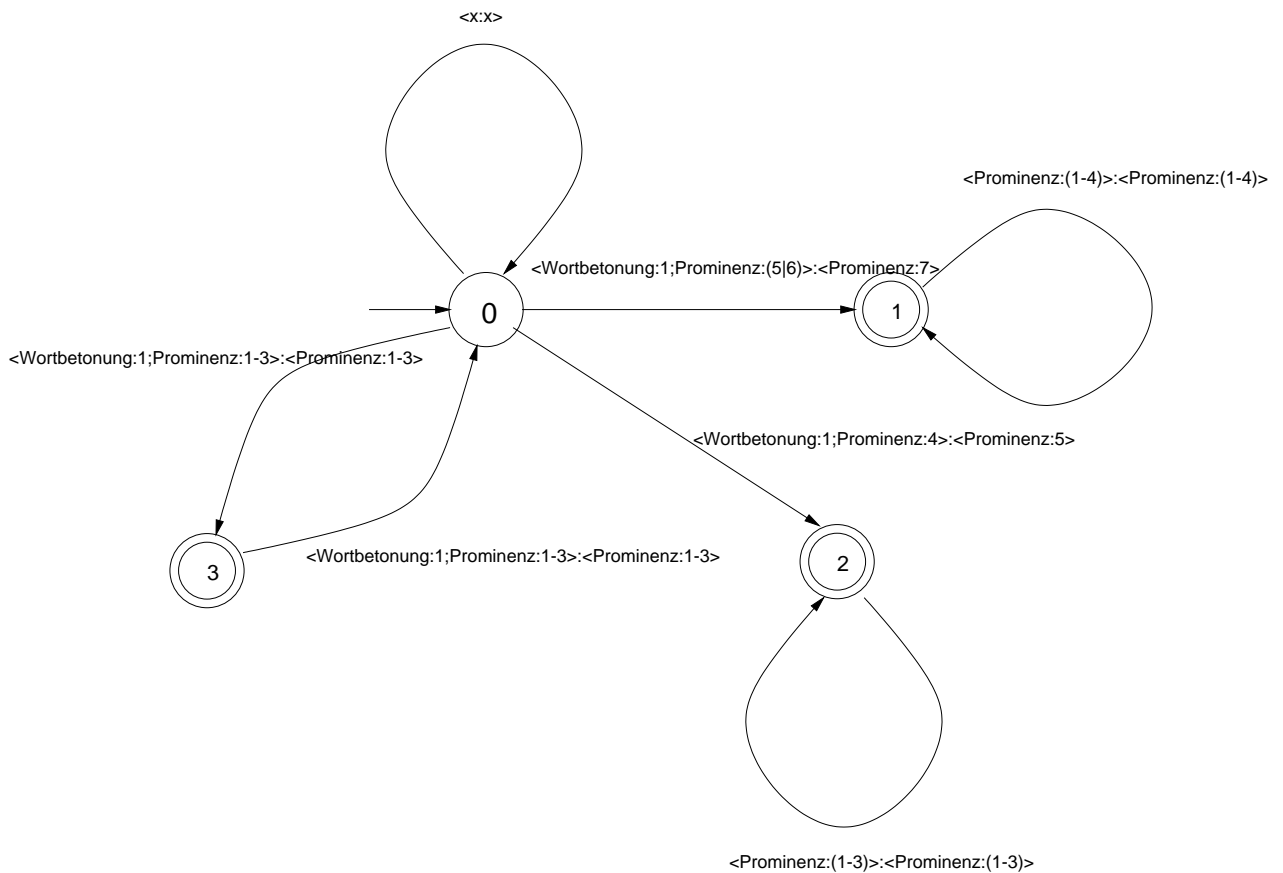 <x:x>
<Prominenz:(1-4)>:<Prominenz:(1-4)>
<Wortbetonung:1;Prominenz:(5|6)>:<Prominenz:7>
0
1
<Wortbetonung:1;Prominenz:1-3>:<Prominenz:1-3>
<Wortbetonung:1;Prominenz:4>:<Prominenz:5>
<Wortbetonung:1;Prominenz:1-3>:<Prominenz:1-3>
2
3
<Prominenz:(1-3)>:<Prominenz:(1-3)>